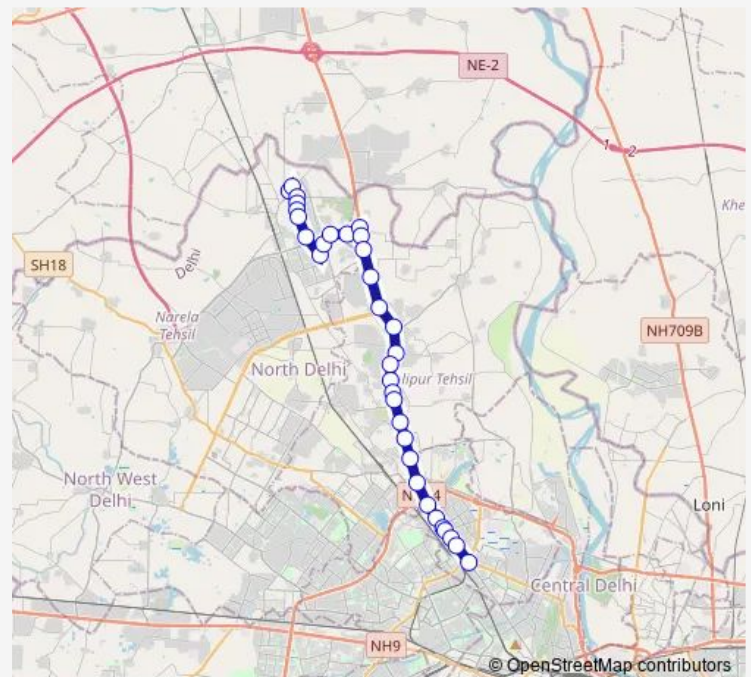 NE-2
1
2
Khe
Delhi
SH18
Narela
Tehsil
NH709B
North Delhi
lipur Tehsil
North West
Delhi
N
4
Loni
Central Delhi
NH9
© OpenStreetMap contributors